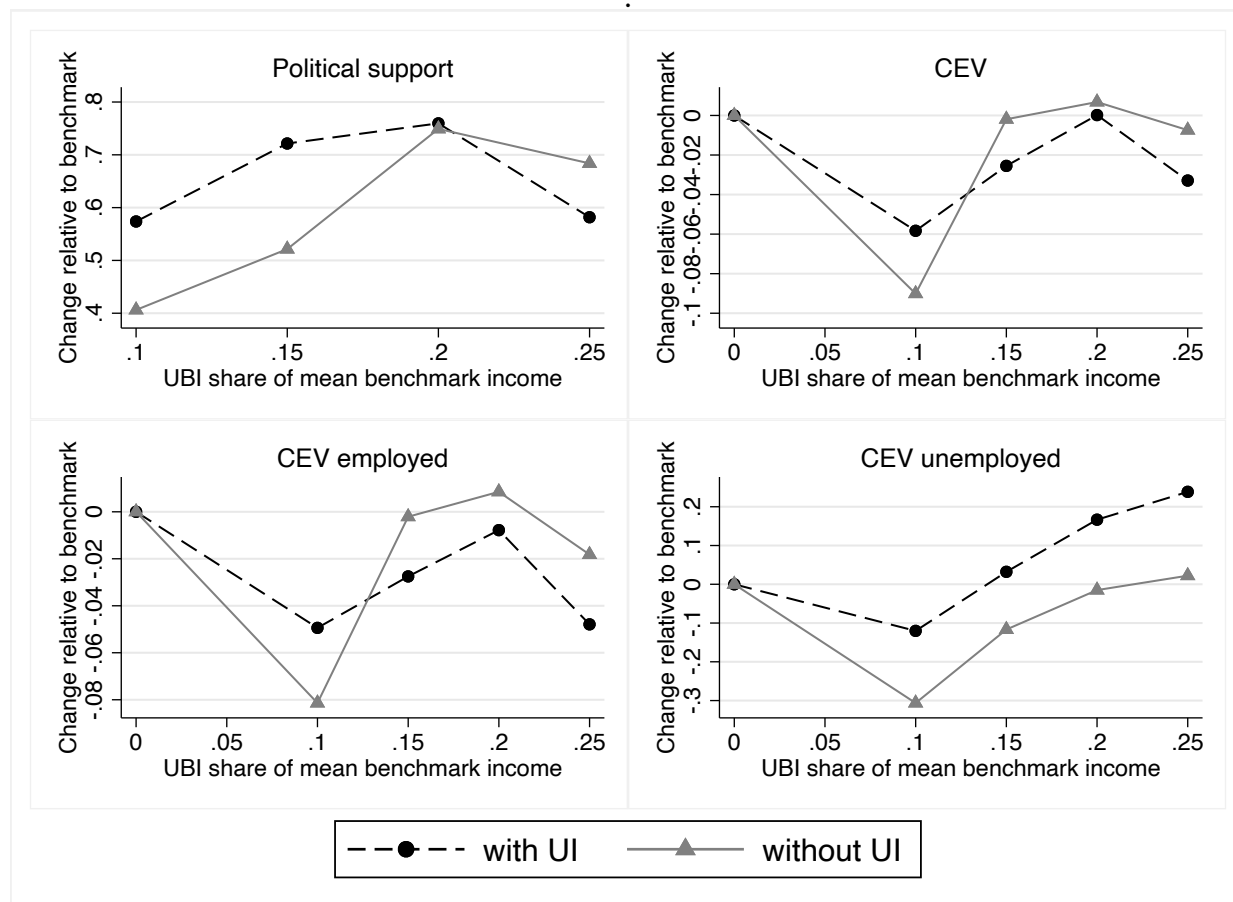 Political support
Change relative to benchmark
.8
.7
.6
.5
.4
.1 .15 .2 .25
UBI share of mean benchmark income
CEV
Change relative to benchmark
0
-.02
-.04
-.06
-.08
-.1
0 .05 .1 .15 .2 .25
UBI share of mean benchmark income
CEV employed
Change relative to benchmark
0
-.02
-.04
-.06
-.08
0 .05 .1 .15 .2 .25
UBI share of mean benchmark income
CEV unemployed
Change relative to benchmark
.2
.1
0
-.1
-.2
-.3
0 .05 .1 .15 .2 .25
UBI share of mean benchmark income
with UI without UI